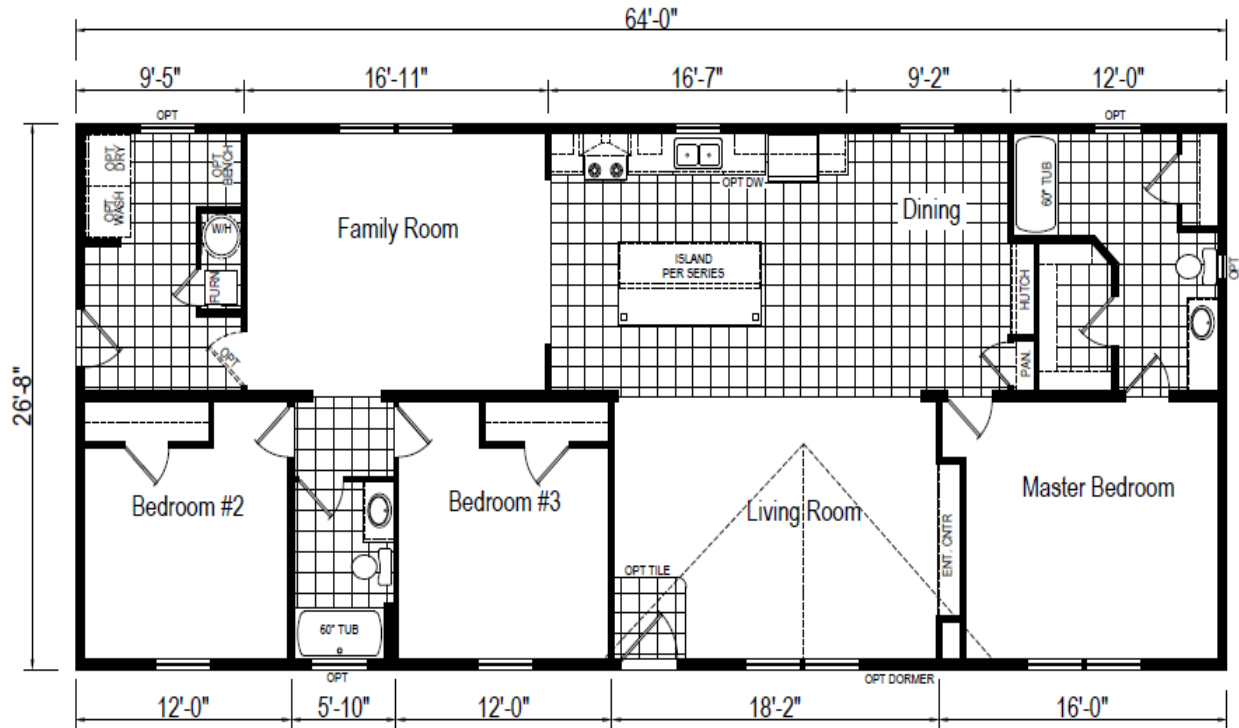 64'-0"
9'-5"
16'-11"
16'-7"
9'-2"
12'-0"
OPT
OPT
26'-8"
OPT
DRY
OPT
WASH
OPT
BENCH
W/H
FURN
OPT
Family Room
OPT DW
ISLAND
PER SERIES
Dining
HUTCH
PAN.
60" TUB
OPT
Bedroom #2
60" TUB
OPT
Bedroom #3
OPT TILE
Living Room
ENT. CNTR
OPT DORMER
Master Bedroom
12'-0"
5'-10"
12'-0"
18'-2"
16'-0"